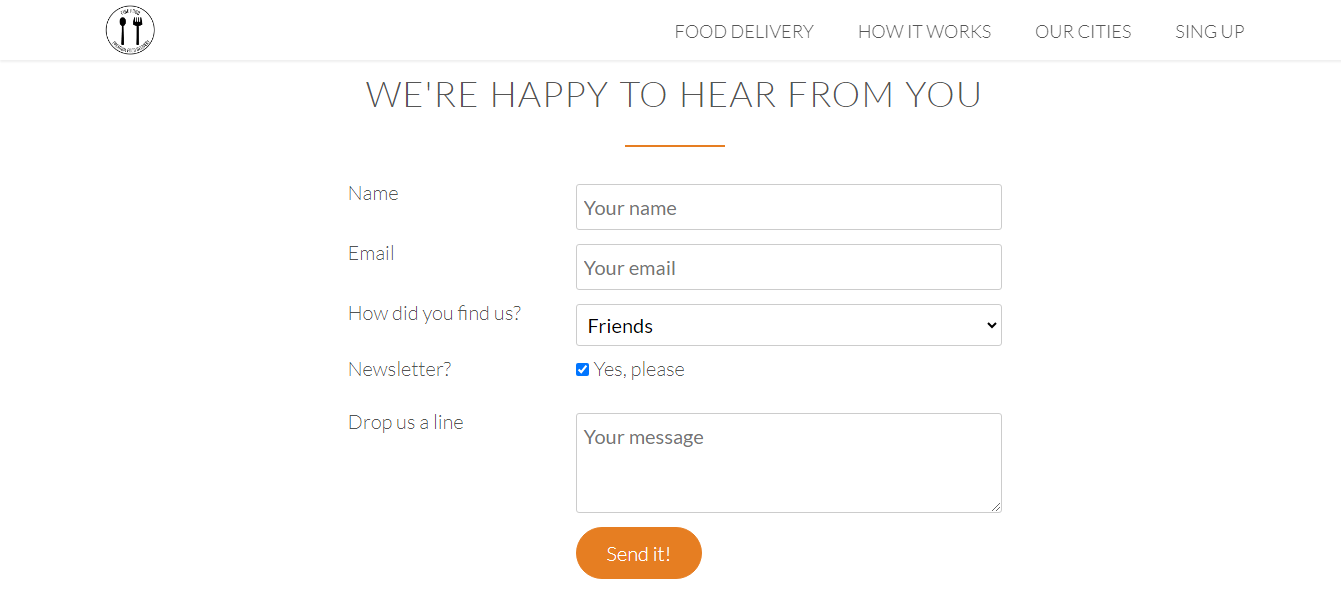 FOOD DELIVERY HOW IT WORKS OUR CITIES SING UP
WE'RE HAPPY TO HEAR FROM YOU
Name
Your name
Email
Your email
How did you find us?
Friends
Newsletter?
Yes, please
Drop us a line
Your message
Send it!